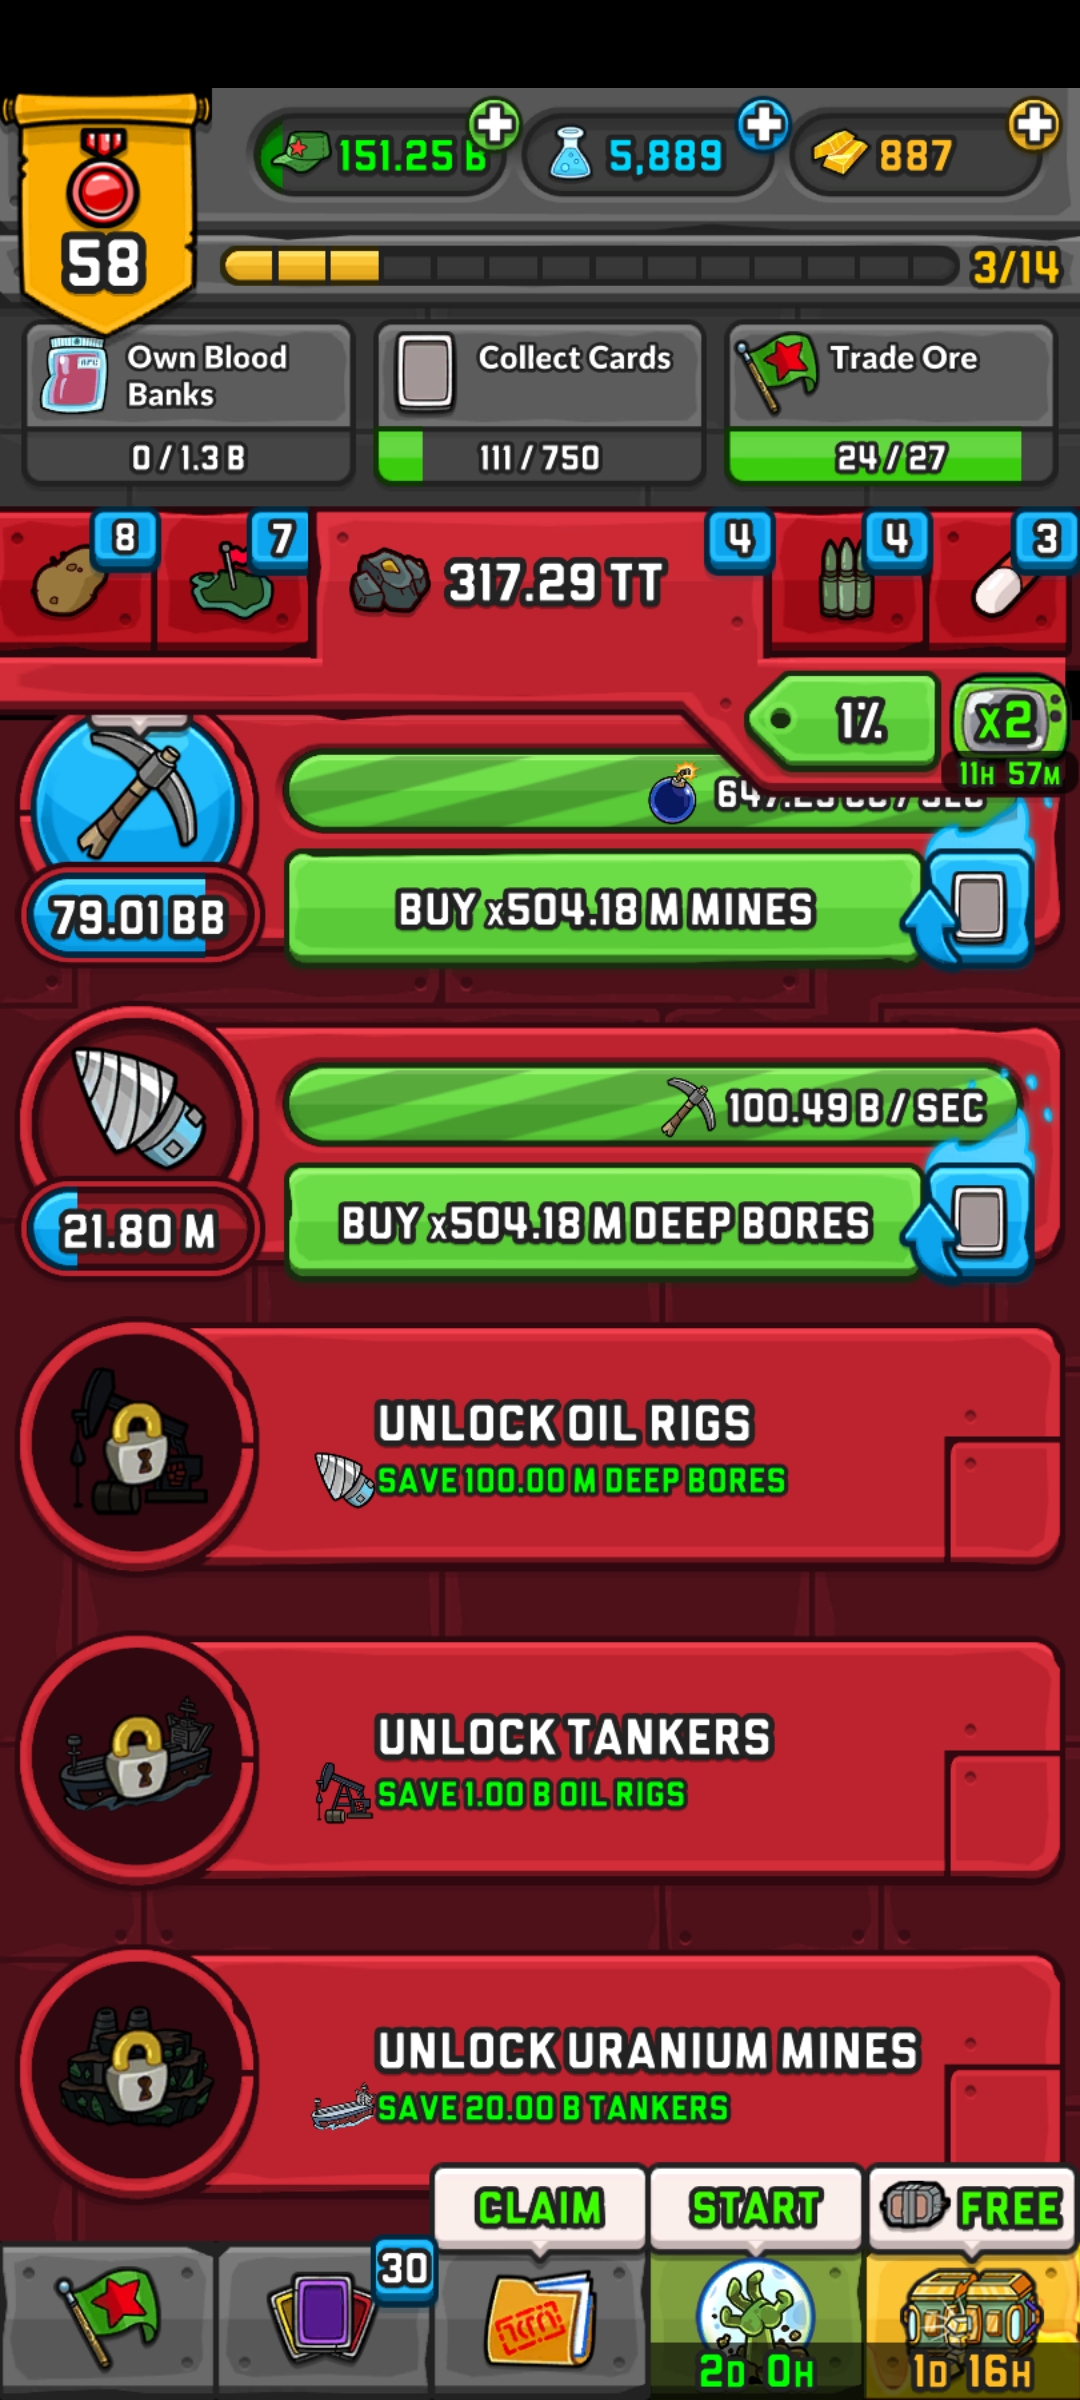 151.25 B
5,889
887
58
3/14
Own Blood
Banks
Collect Cards
Trade Ore
0 / 1.3 B
111 / 750
24 / 27
8
7
317.29 TT
4
4
3
1%
x2
11H 57M
79.01 BB
BUY x504.18 M MINES
100.49 B / SEC
21.80 M
BUY x504.18 M DEEP BORES
UNLOCK OIL RIGS
SAVE 100.00 M DEEP BORES
UNLOCK TANKERS
SAVE 1.00 B OIL RIGS
UNLOCK URANIUM MINES
SAVE 20.00 B TANKERS
CLAIM
START
FREE
30
2D 0H
1D 16H